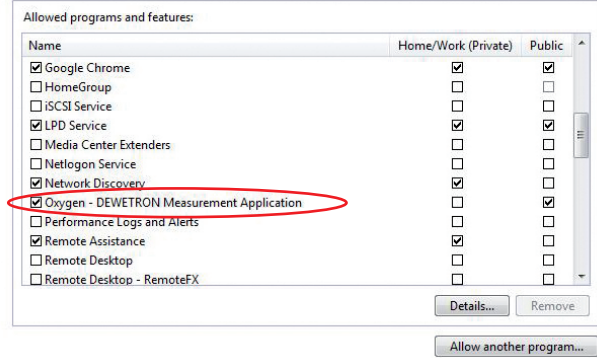 Allowed programs and features:
Name Home/Work (Private) Public
Google Chrome
HomeGroup
iSCSI Service
LPD Service
Media Center Extenders
Netlogon Service
Network Discovery
Oxygen - DEWETRON Measurement Application
Performance Logs and Alerts
Remote Assistance
Remote Desktop
Remote Desktop - RemoteFX
Details... Remove
Allow another program...